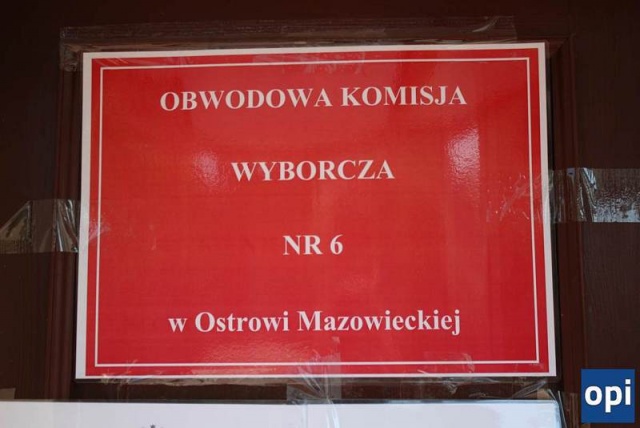 OBWODOWA KOMISJA
WYBORCZA
NR 6
w Ostrowi Mazowieckiej
opi